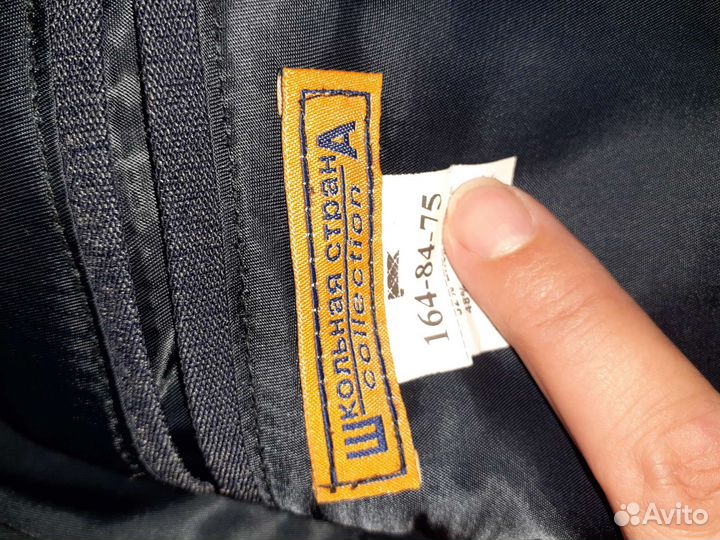 Школьная странА
collection
164-84-75
Avito